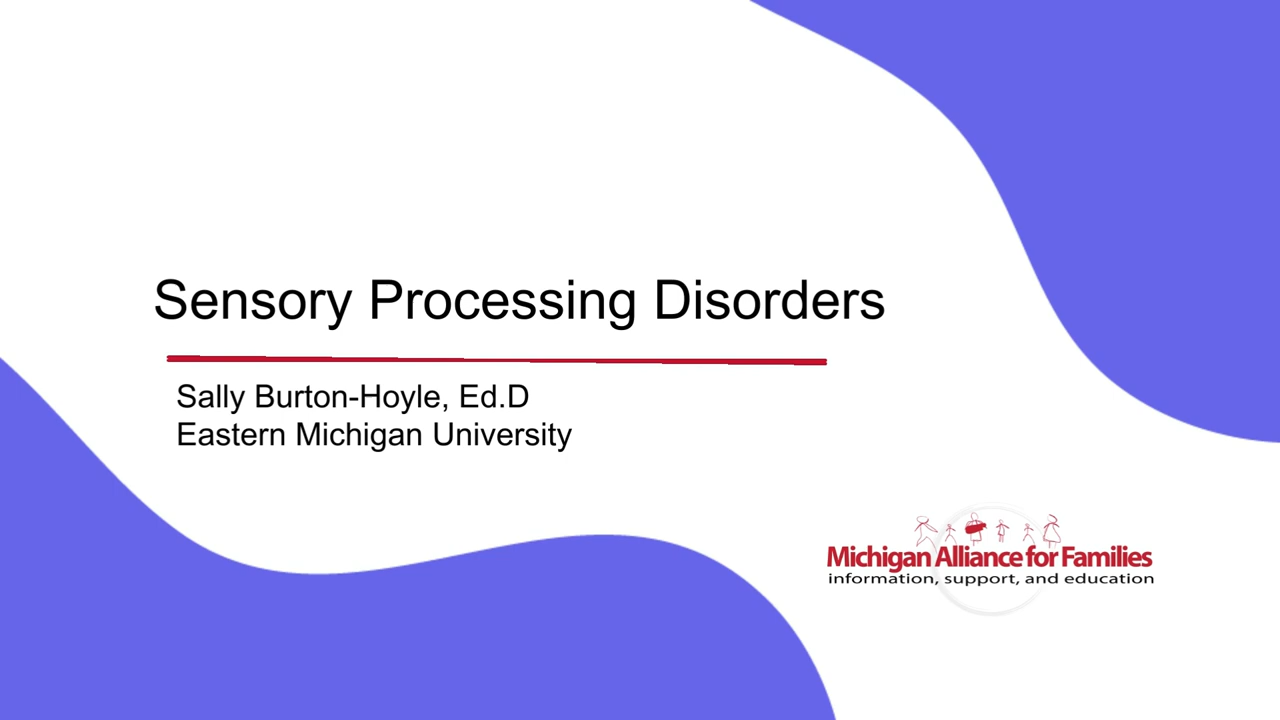 Sensory Processing Disorders
Sally Burton-Hoyle, Ed.D
Eastern Michigan University
Michigan Alliance for Families
information, support, and education